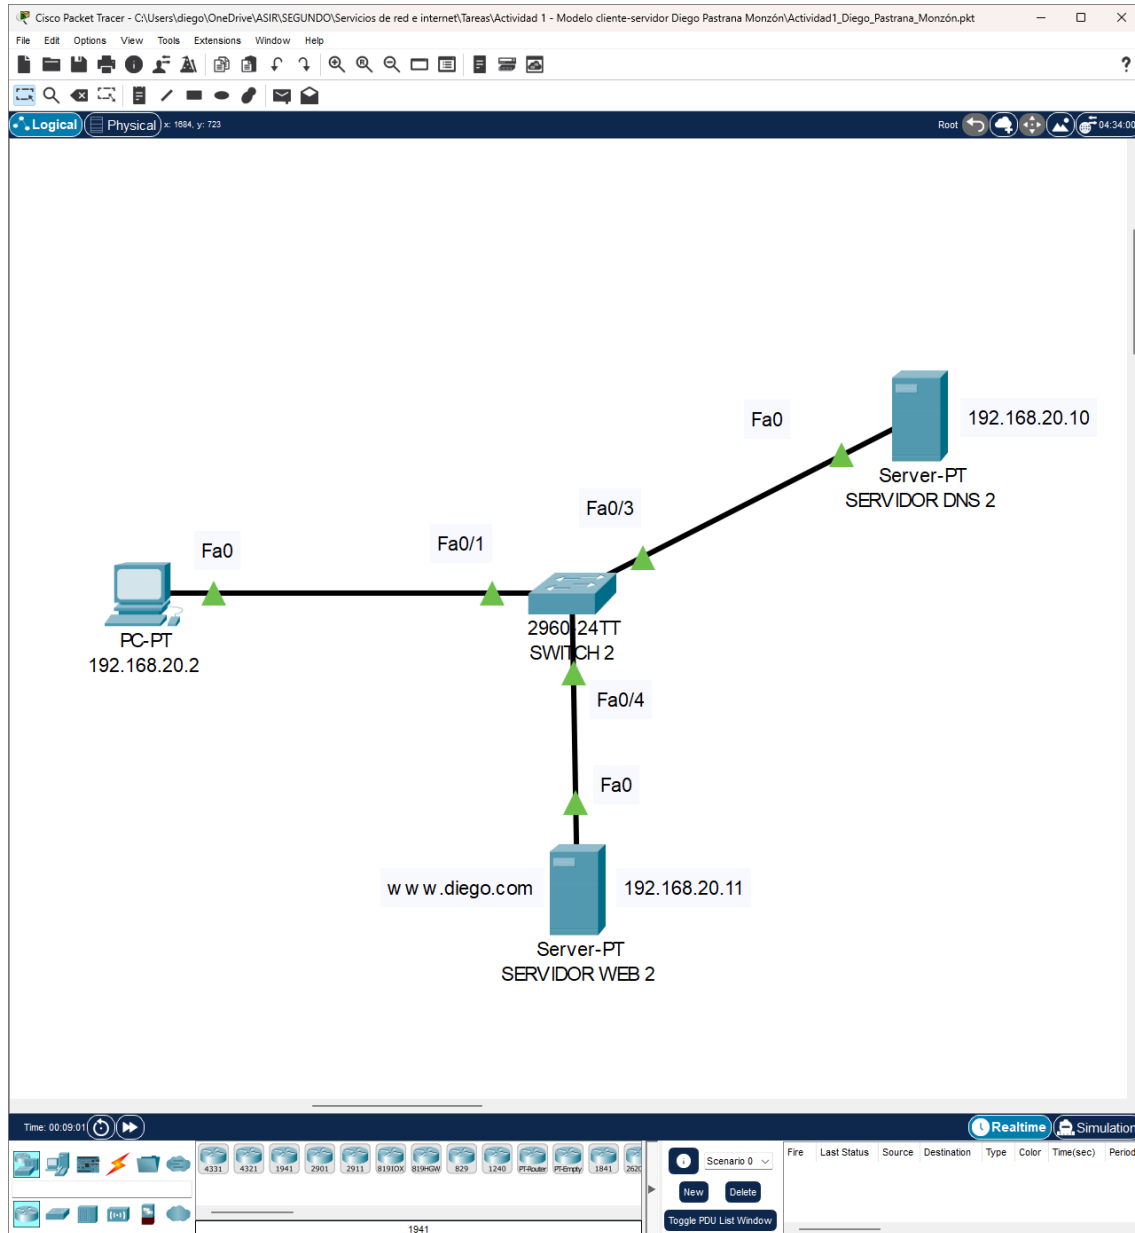 Cisco Packet Tracer - C:\Users\diego\OneDrive\ASIR\SEGUNDO\Servicios de red e internet\Tareas\Actividad 1 - Modelo cliente-servidor Diego Pastrana Monzón\Actividad1_Diego_Pastrana_Monzón.pkt
File Edit Options View Tools Extensions Window Help
?
Logical Physical x: 1684, y: 723 Root 04:34:00
Fa0 192.168.20.10
Server-PT
SERVIDOR DNS 2
Fa0/3
Fa0 Fa0/1
PC-PT
192.168.20.2
2960-24TT
SWITCH 2
Fa0/4
Fa0
www.diego.com 192.168.20.11
Server-PT
SERVIDOR WEB 2
Time: 00:09:01 Realtime Simulation
4331 4321 1941 2901 2911 819IOX 819HGW 829 1240 PT-Router PT-Empty 1841 2620
Scenario 0
New Delete
Toggle PDU List Window
Fire Last Status Source Destination Type Color Time(sec) Period
1941